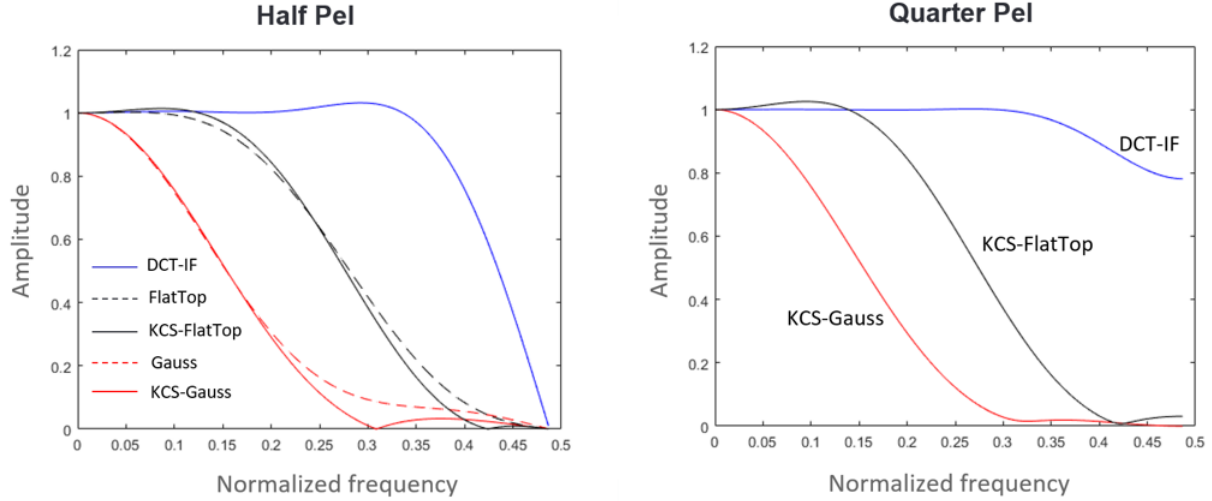 Half Pel
1.2
1
0.8
0.6
0.4
0.2
0
Amplitude
DCT-IF
FlatTop
KCS-FlatTop
Gauss
KCS-Gauss
0 0.05 0.1 0.15 0.2 0.25 0.3 0.35 0.4 0.45 0.5
Normalized frequency
Quarter Pel
1.2
1
0.8
0.6
0.4
0.2
0
Amplitude
DCT-IF
KCS-FlatTop
KCS-Gauss
0 0.05 0.1 0.15 0.2 0.25 0.3 0.35 0.4 0.45 0.5
Normalized frequency